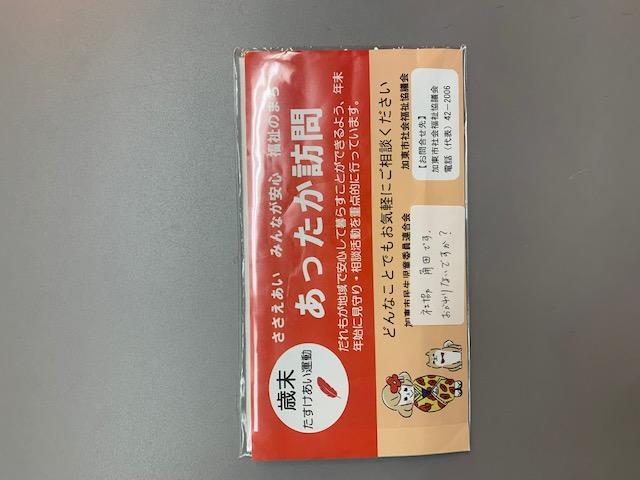 歳末
たすけあい運動
ささえあい みんなが安心 福祉のまち
あったか訪問
だれもが地域で安心して暮らすことができるよう、年末
年始に見守り・相談活動を重点的に行っています。
どんなことでもお気軽にご相談ください
加東市民生児童委員連合会
加東市社会福祉協議会
社協 角田です。
お変りないですか?
【お問合せ先】
加東市社会福祉協議会
電話(代表)42-2006